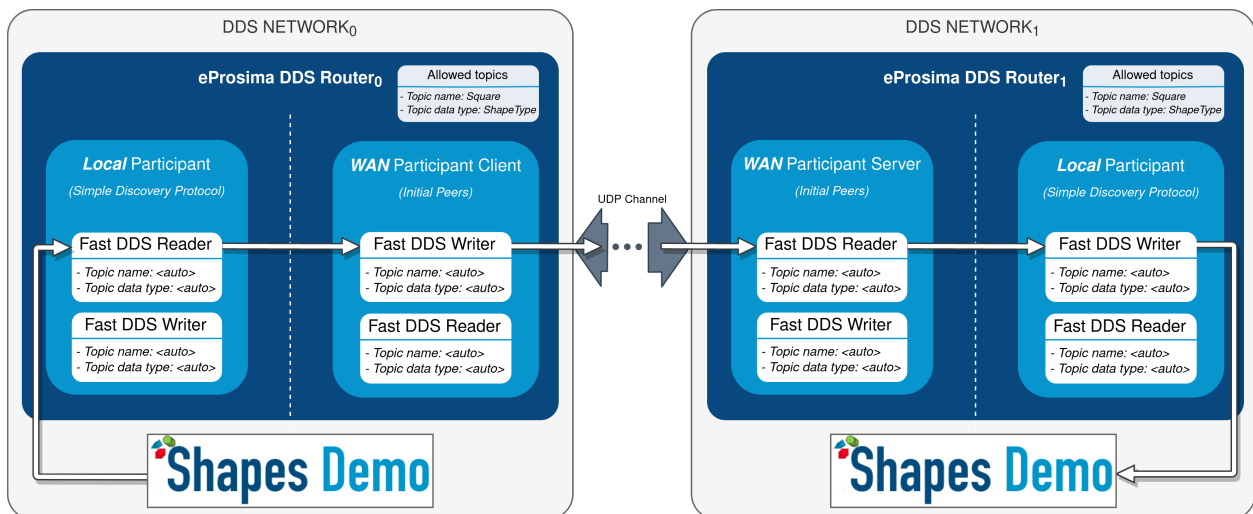 DDS NETWORK0
eProsima DDS Router0
Allowed topics
- Topic name: Square
- Topic data type: ShapeType
Local Participant
(Simple Discovery Protocol)
Fast DDS Reader
- Topic name: <auto>
- Topic data type: <auto>
Fast DDS Writer
- Topic name: <auto>
- Topic data type: <auto>
WAN Participant Client
(Initial Peers)
Fast DDS Writer
- Topic name: <auto>
- Topic data type: <auto>
Fast DDS Reader
- Topic name: <auto>
- Topic data type: <auto>
Shapes Demo
UDP Channel
DDS NETWORK1
eProsima DDS Router1
Allowed topics
- Topic name: Square
- Topic data type: ShapeType
WAN Participant Server
(Initial Peers)
Fast DDS Reader
- Topic name: <auto>
- Topic data type: <auto>
Fast DDS Writer
- Topic name: <auto>
- Topic data type: <auto>
Local Participant
(Simple Discovery Protocol)
Fast DDS Writer
- Topic name: <auto>
- Topic data type: <auto>
Fast DDS Reader
- Topic name: <auto>
- Topic data type: <auto>
Shapes Demo